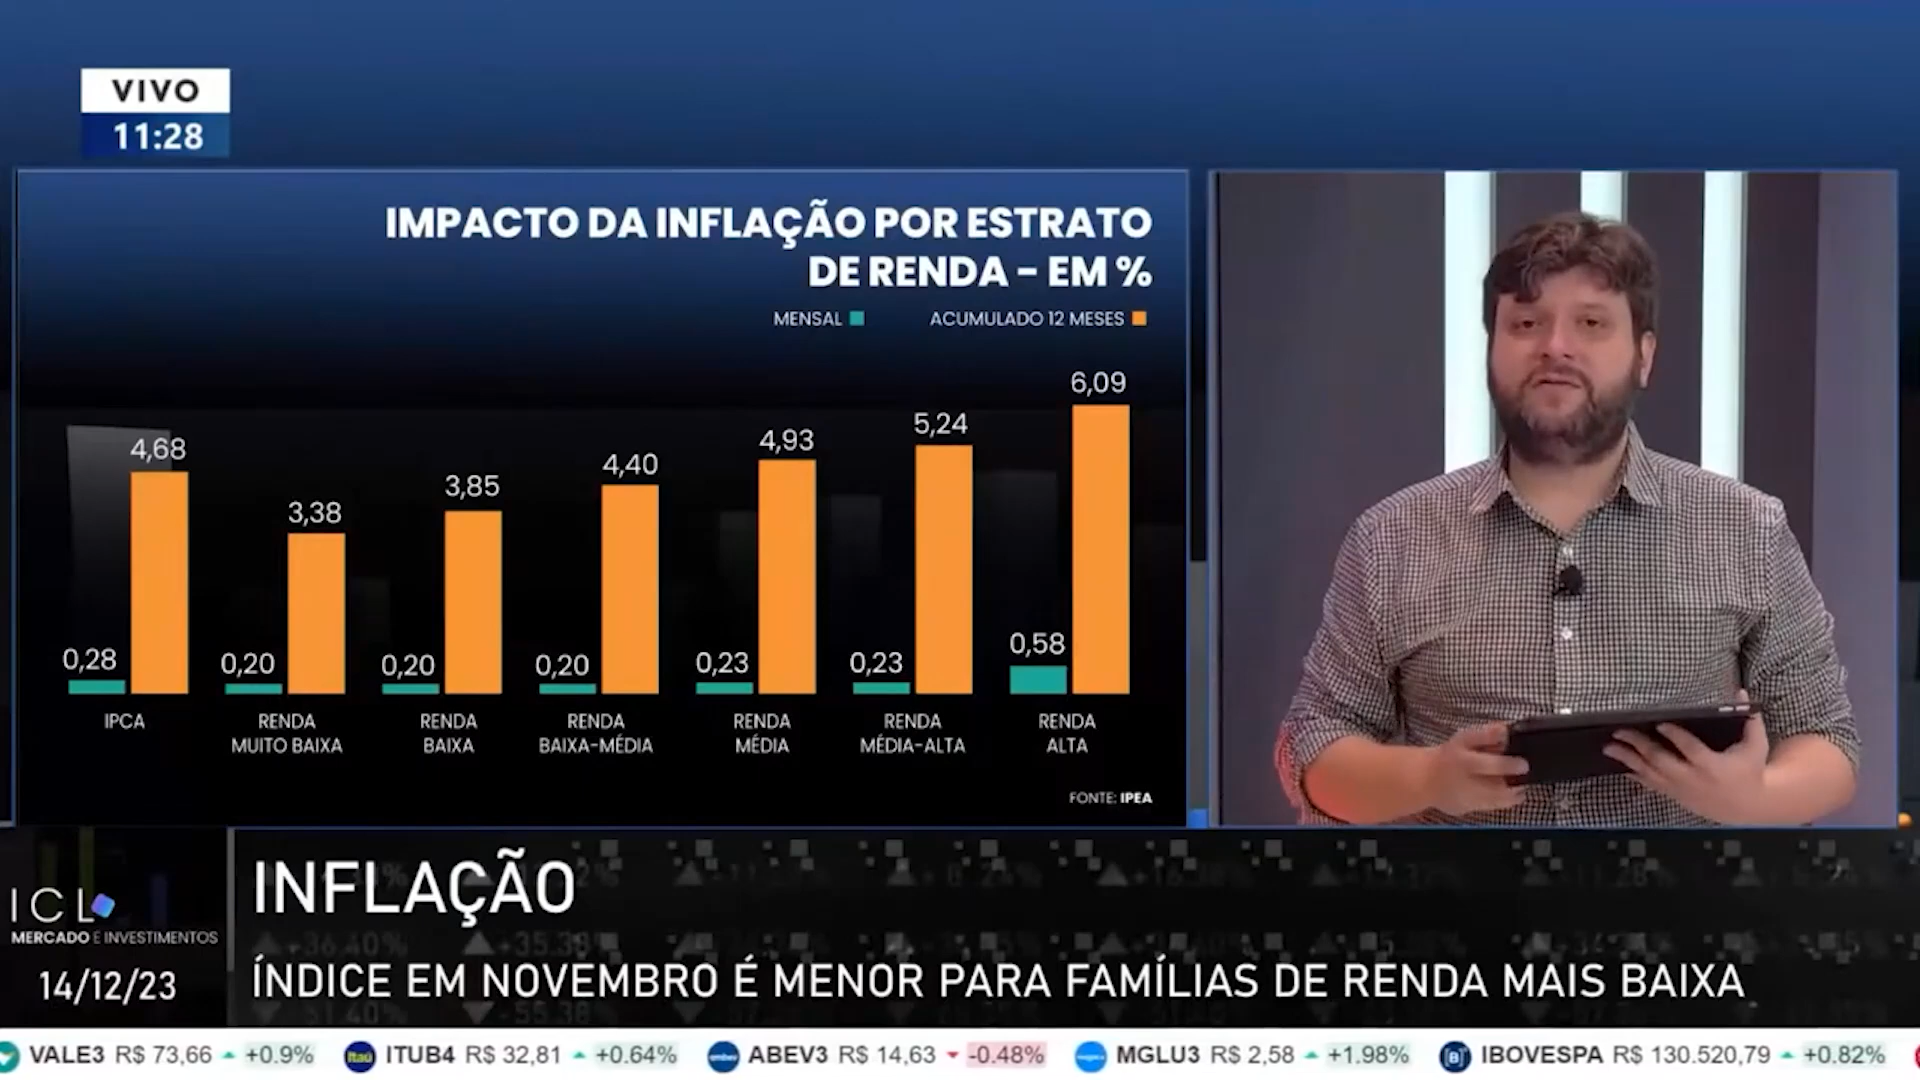 VIVO
11:28
IMPACTO DA INFLAÇÃO POR ESTRATO
DE RENDA - EM %
MENSAL
ACUMULADO 12 MESES
4,68
3,38
3,85
4,40
4,93
5,24
6,09
0,28
0,20
0,20
0,20
0,23
0,23
0,58
IPCA
RENDA
MUITO BAIXA
RENDA
BAIXA
RENDA
BAIXA-MÉDIA
RENDA
MÉDIA
RENDA
MÉDIA-ALTA
RENDA
ALTA
FONTE: IPEA
ICL
MERCADO E INVESTIMENTOS
14/12/23
INFLAÇÃO
ÍNDICE EM NOVEMBRO É MENOR PARA FAMÍLIAS DE RENDA MAIS BAIXA
VALE3 R$ 73,66 +0.9% Itaú ITUB4 R$ 32,81 +0.64% ABEV3 R$ 14,63 -0.48% MGLU3 R$ 2,58 +1.98% B IBOVESPA R$ 130.520,79 +0.82%